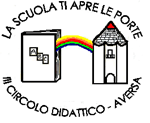 LA SCUOLA TI APRE LE PORTE
III CIRCOLO DIDATTICO - AVERSA